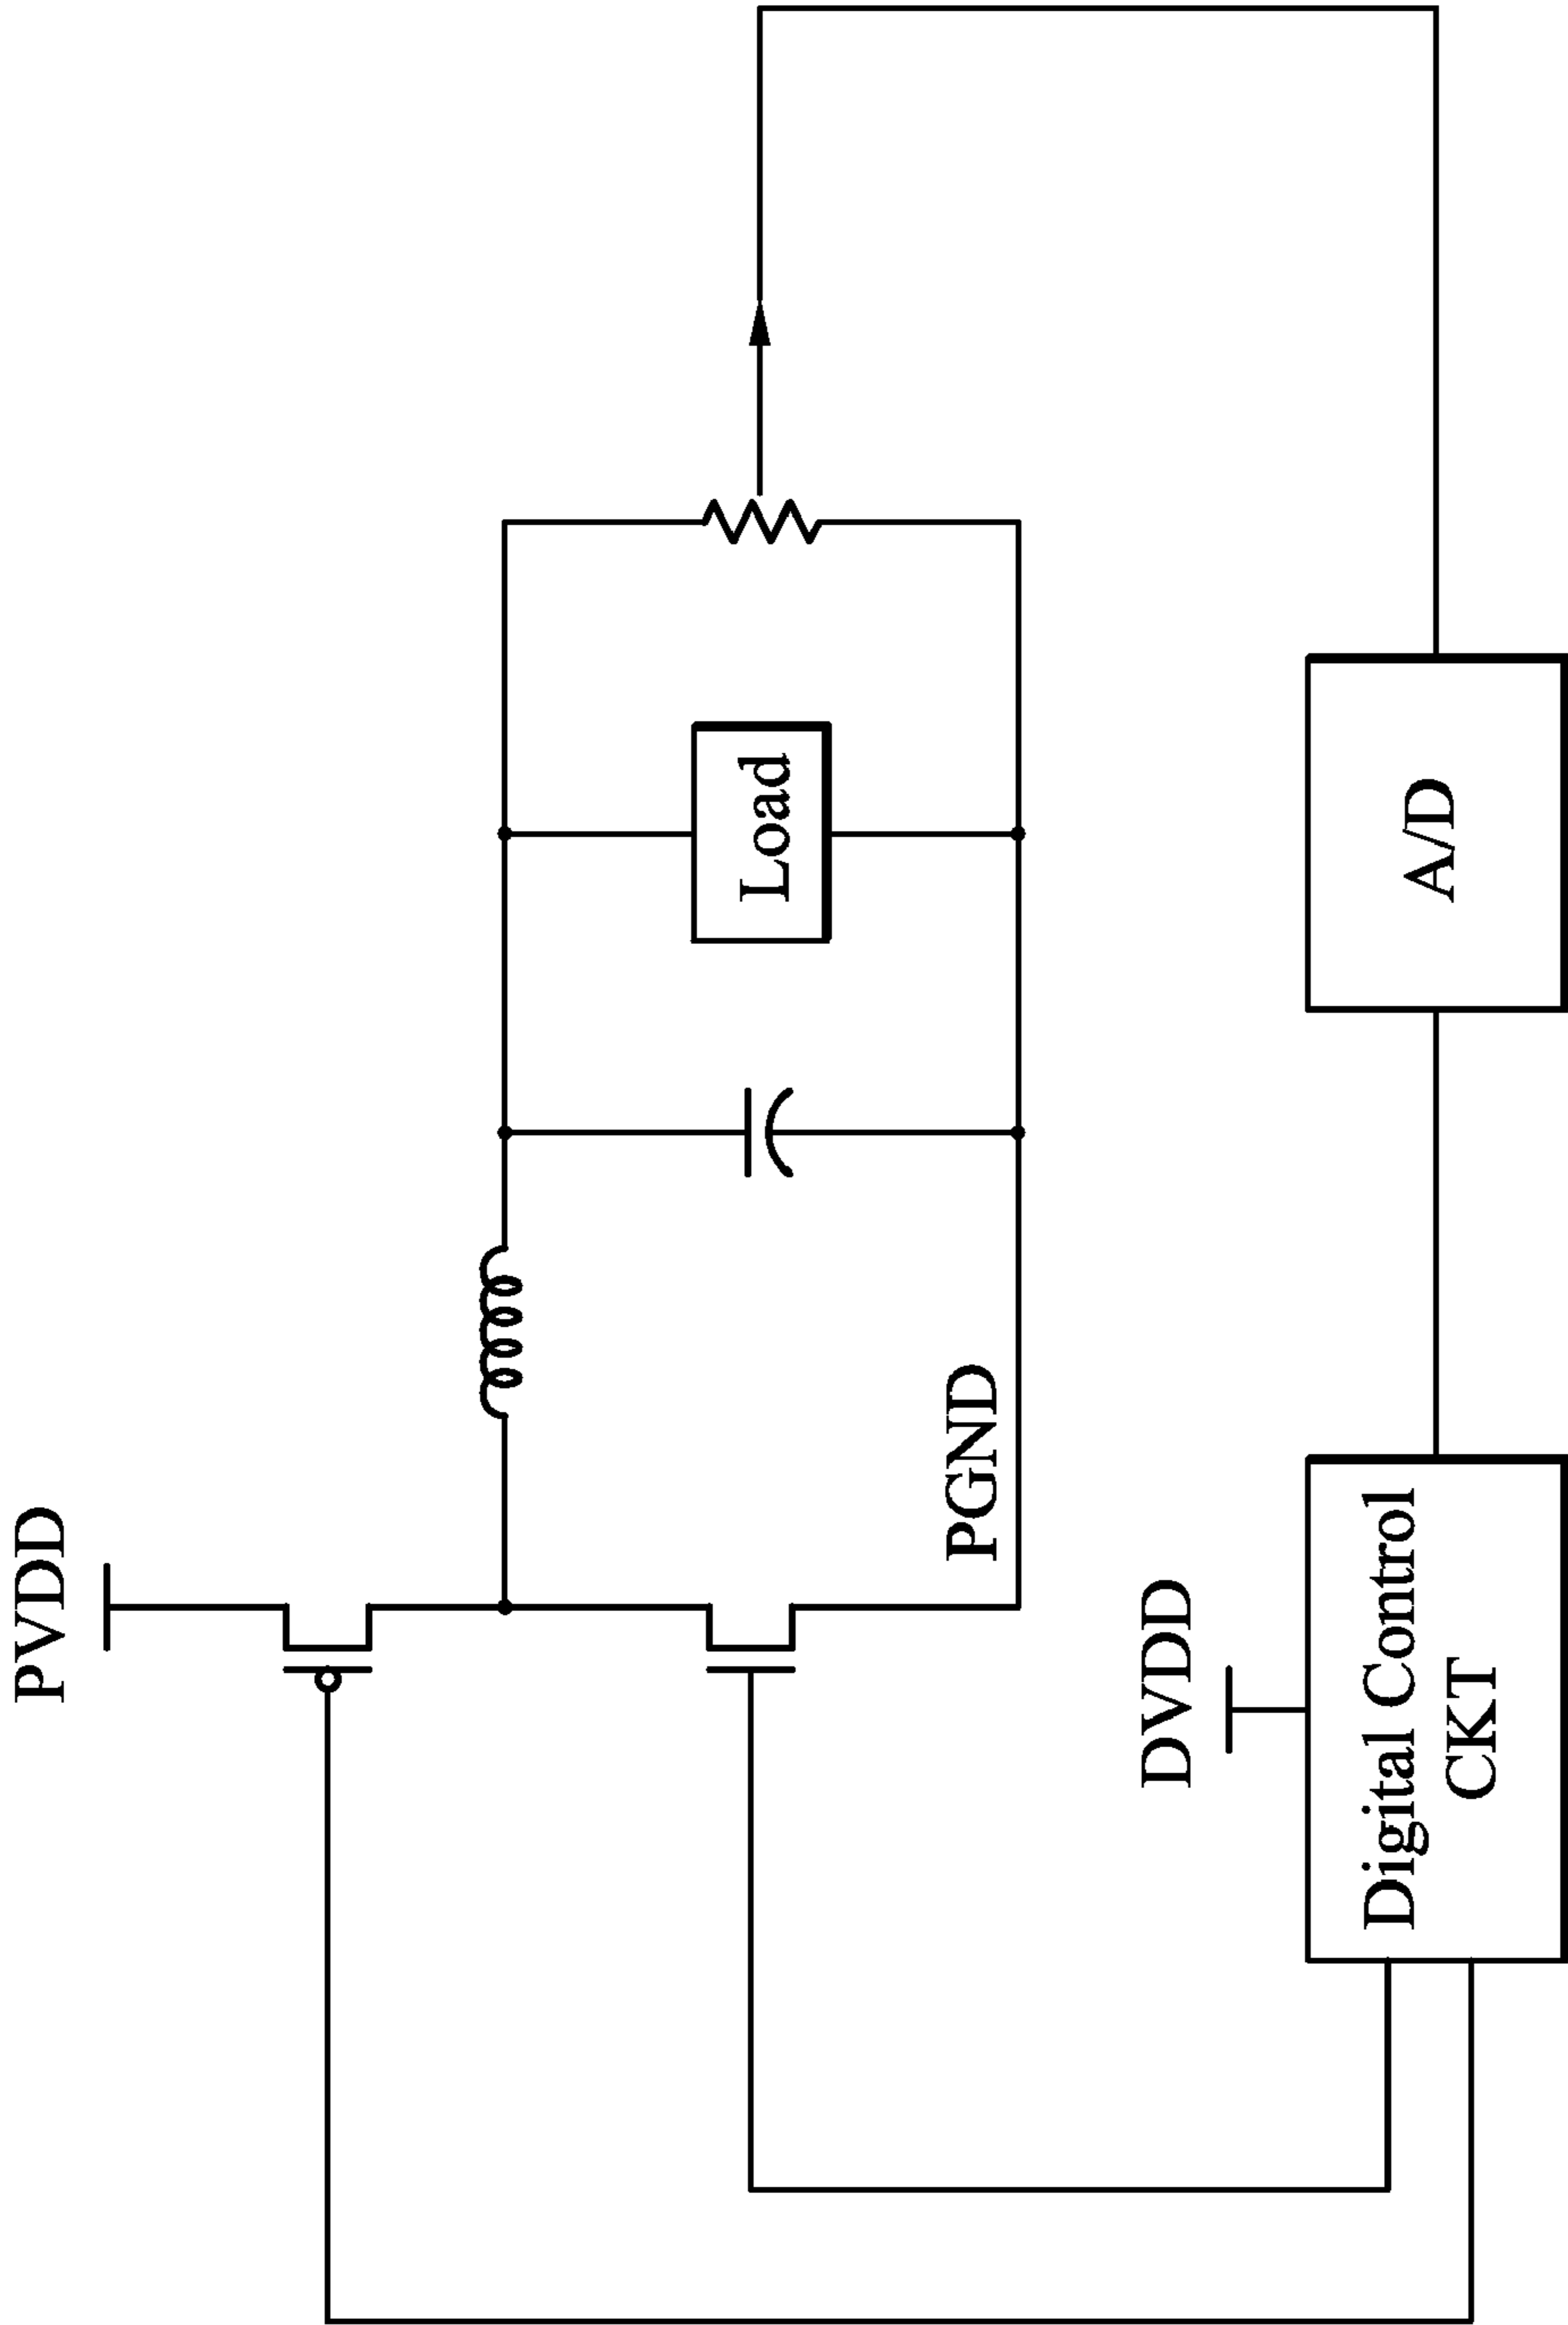 PVDD
PGND
Load
DVDD
Digital Control
CKT
A/D